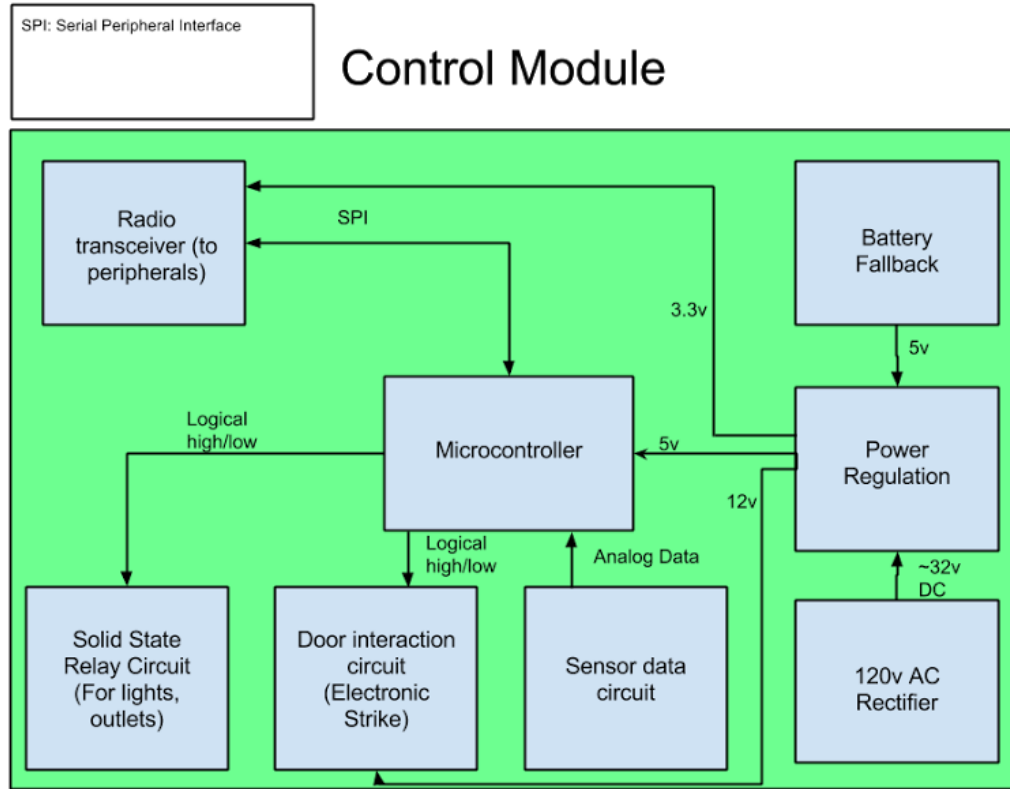 SPI: Serial Peripheral Interface
Control Module
Radio
transceiver (to
peripherals)
SPI
Battery
Fallback
3.3v
5v
Logical
high/low
Microcontroller
5v
Power
Regulation
12v
Logical
high/low
Analog Data
~32v
DC
Solid State
Relay Circuit
(For lights,
outlets)
Door interaction
circuit
(Electronic
Strike)
Sensor data
circuit
120v AC
Rectifier